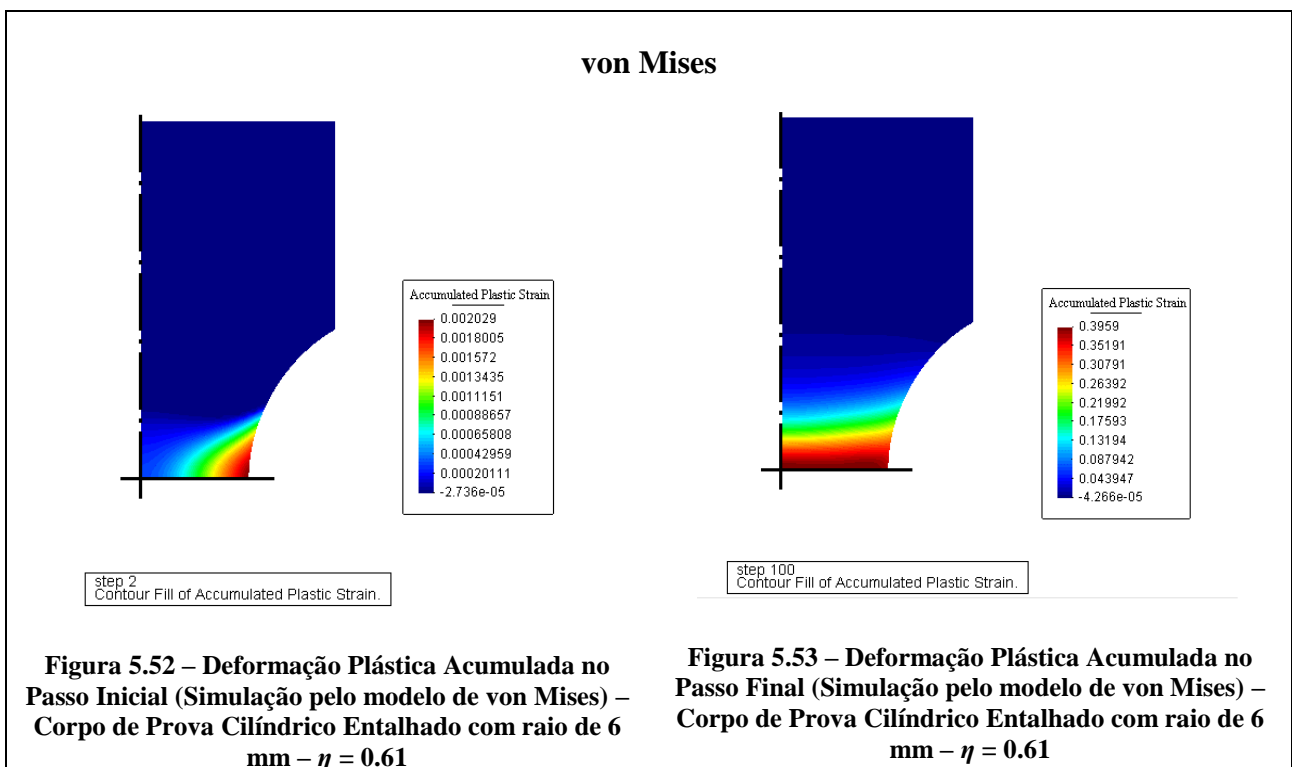 von Mises
Accumulated Plastic Strain
0.002029
0.0018005
0.001572
0.0013435
0.0011151
0.00088657
0.00065808
0.00042959
0.00020111
-2.736e-05
step 2
Contour Fill of Accumulated Plastic Strain.
Figura 5.52 – Deformação Plástica Acumulada no
Passo Inicial (Simulação pelo modelo de von Mises) –
Corpo de Prova Cilíndrico Entalhado com raio de 6
mm – η = 0.61
Accumulated Plastic Strain
0.3959
0.35191
0.30791
0.26392
0.21992
0.17593
0.13194
0.087942
0.043947
-4.266e-05
step 100
Contour Fill of Accumulated Plastic Strain.
Figura 5.53 – Deformação Plástica Acumulada no
Passo Final (Simulação pelo modelo de von Mises) –
Corpo de Prova Cilíndrico Entalhado com raio de 6
mm – η = 0.61